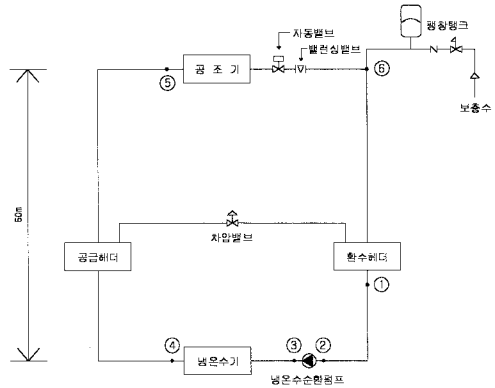 팽창탱크
자동밸브
밸런싱밸브
공 조 기
⑤
⑥
보충수
60m
차압밸브
공급헤더
환수헤더
①
④
③
②
냉온수기
냉온수순환펌프